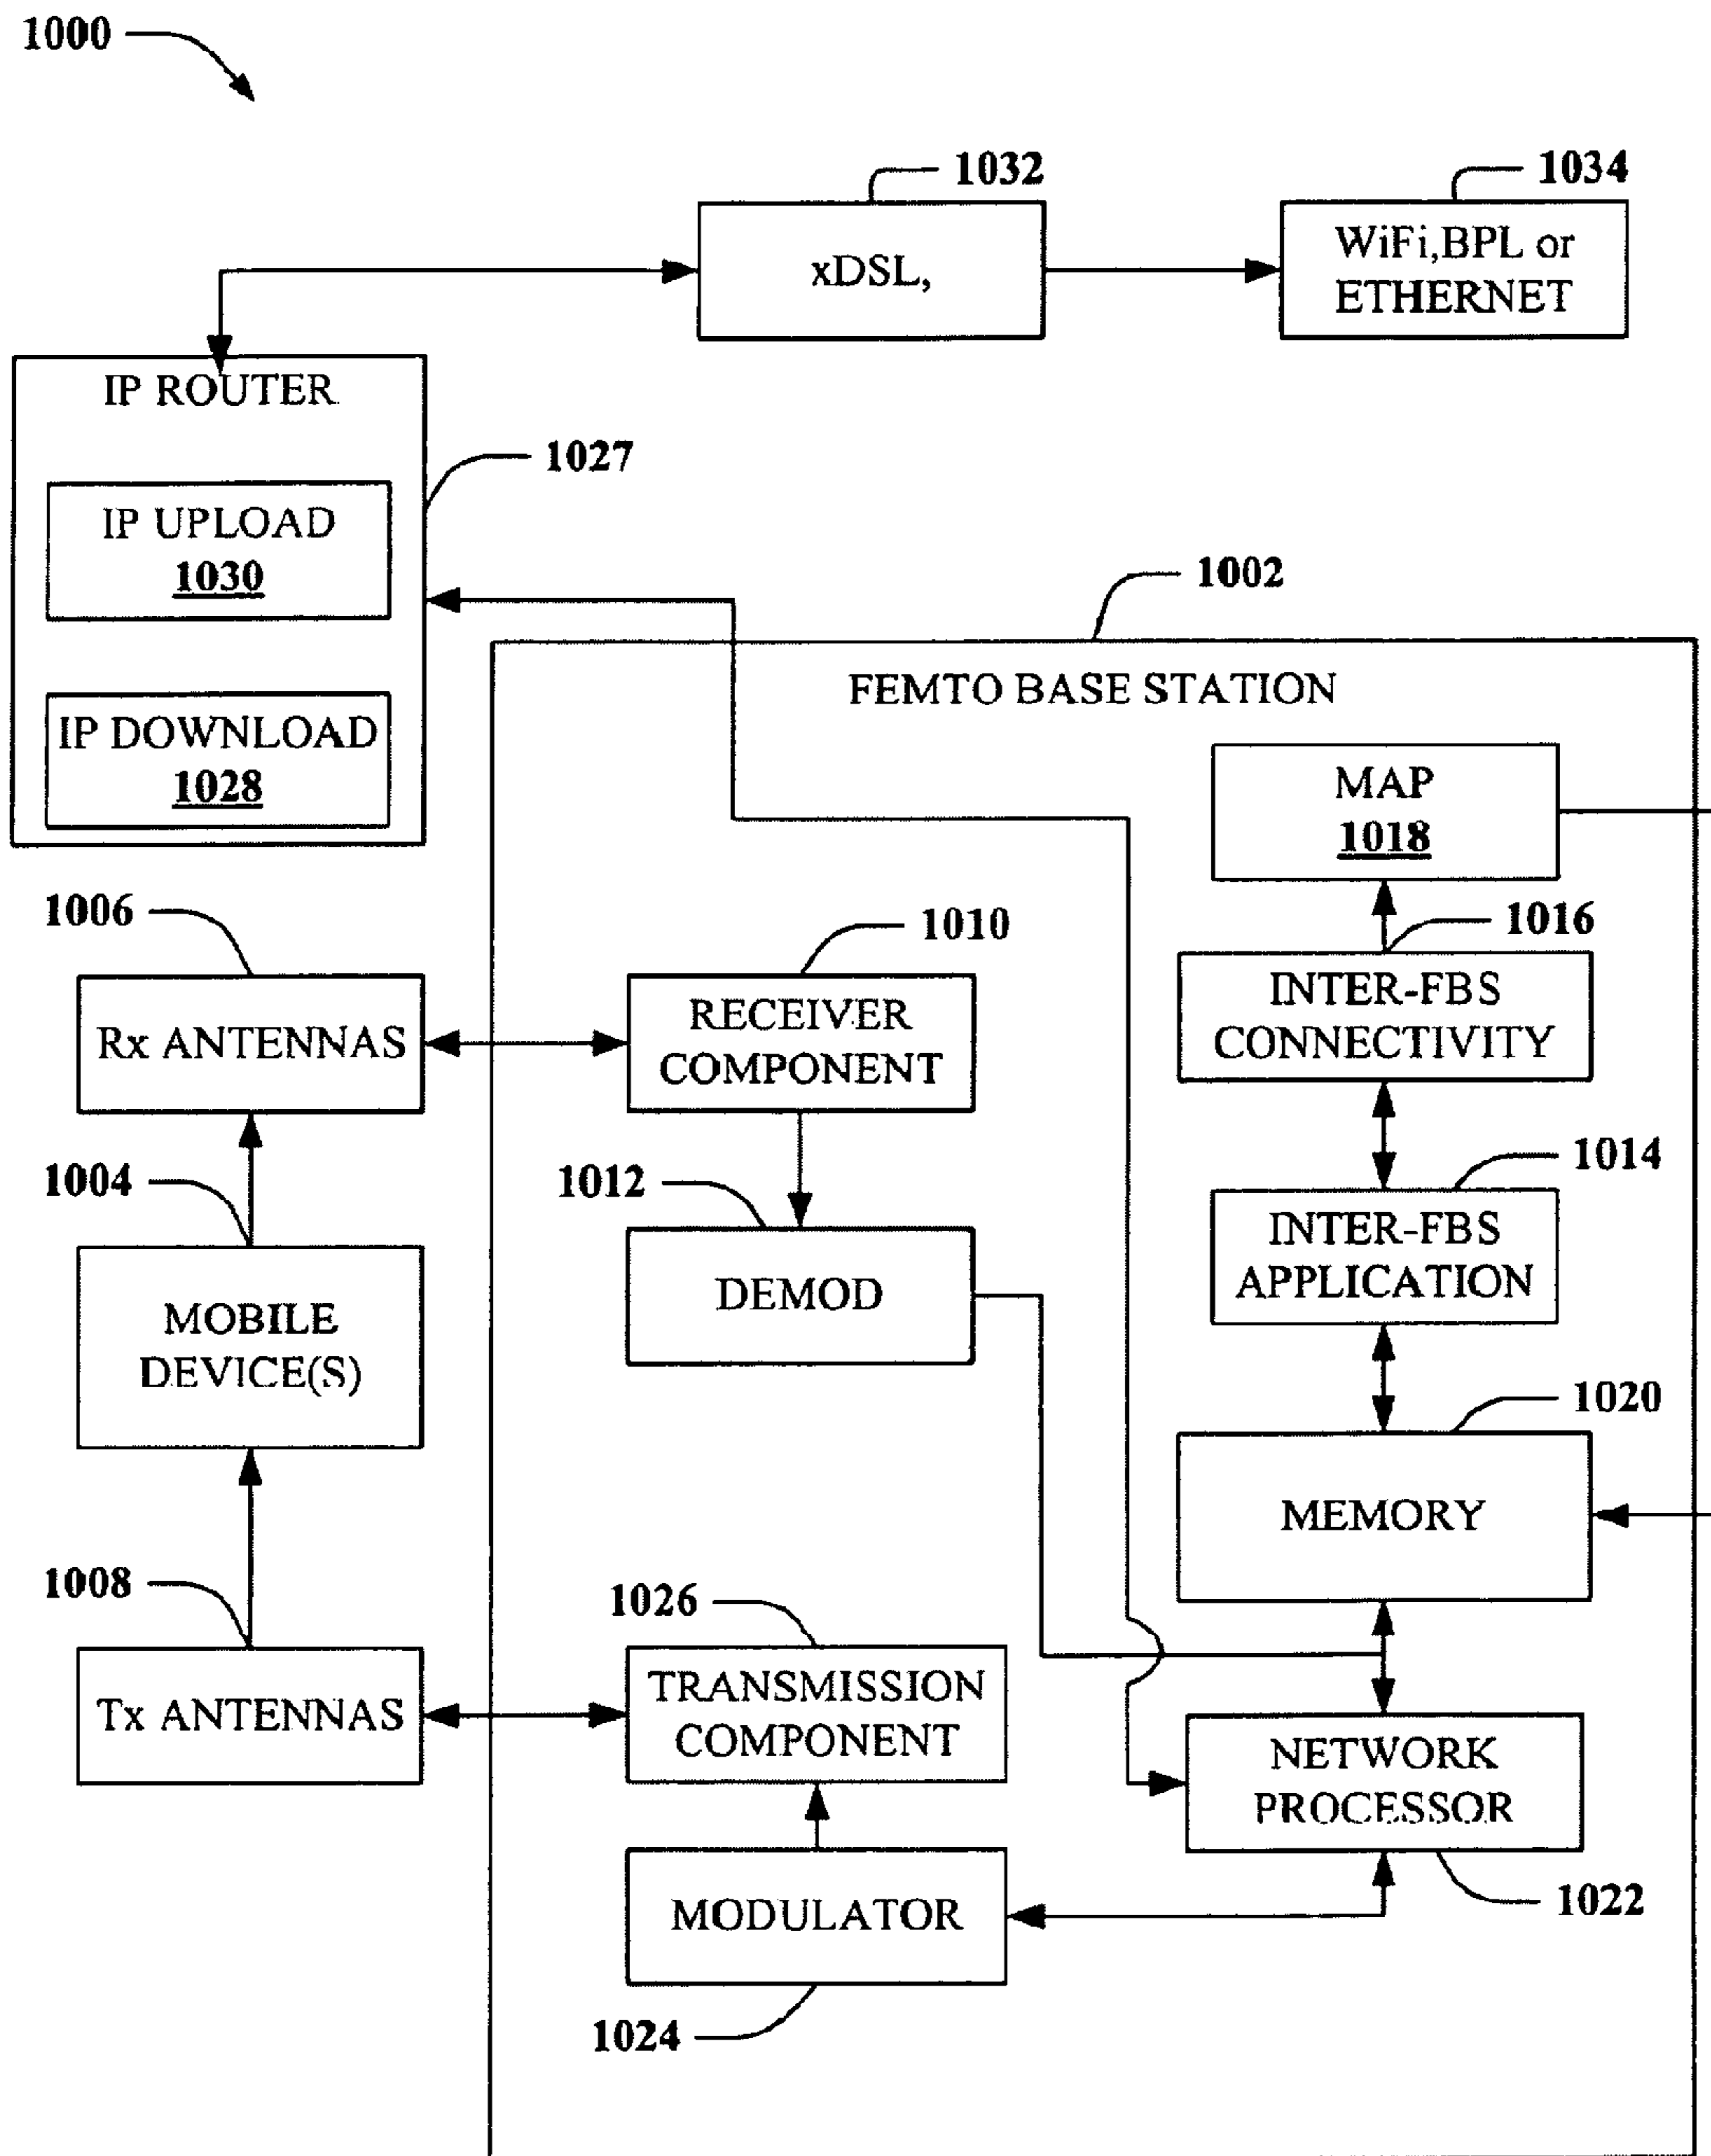 1000
1032
1034
xDSL,
WiFi,BPL or
ETHERNET
IP ROUTER
1027
IP UPLOAD
1030
IP DOWNLOAD
1028
1002
FEMTO BASE STATION
MAP
1018
1006
1010
1016
Rx ANTENNAS
RECEIVER
COMPONENT
INTER-FBS
CONNECTIVITY
1004
1012
1014
MOBILE
DEVICE(S)
DEMOD
INTER-FBS
APPLICATION
1020
MEMORY
1008
1026
Tx ANTENNAS
TRANSMISSION
COMPONENT
NETWORK
PROCESSOR
1022
MODULATOR
1024